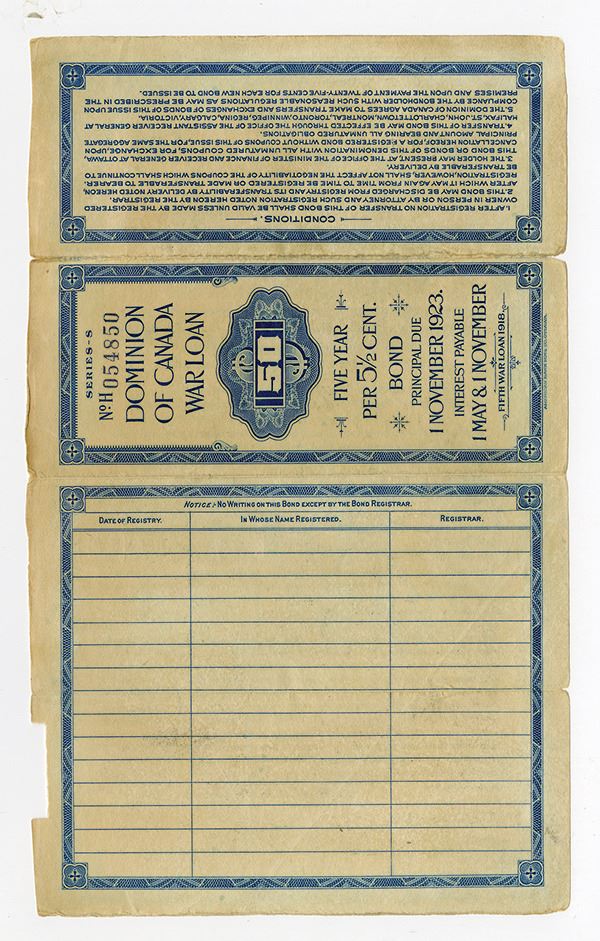 CONDITIONS.
1. AFTER REGISTRATION NO TRANSFER OF THIS BOND SHALL BE VALID UNLESS MADE BY THE REGISTERED
OWNER IN PERSON OR BY ATTORNEY AND SUCH REGISTRATION NOTED HEREON BY THE REGISTRAR.
2. THIS BOND MAY BE DISCHARGED FROM REGISTRATION AND ITS TRANSFERABILITY BY DELIVERY NOTED HEREON,
AFTER WHICH IT MAY AGAIN FROM TIME TO TIME BE REGISTERED OR MADE TRANSFERABLE TO BEARER.
REGISTRATION, HOWEVER, SHALL NOT AFFECT THE NEGOTIABILITY OF THE COUPONS WHICH SHALL CONTINUE TO
BE TRANSFERABLE BY DELIVERY.
3. THE HOLDER MAY PRESENT, AT THE OFFICE OF THE MINISTER OF FINANCE AND RECEIVER GENERAL AT OTTAWA,
THIS BOND OR BONDS OF THIS DENOMINATION WITH ALL UNMATURED COUPONS, FOR EXCHANGE, UPON
CANCELLATION HEREOF, FOR A REGISTERED BOND WITHOUT COUPONS OF THIS ISSUE, FOR THE SAME AGGREGATE
PRINCIPAL AMOUNT AND BEARING ALL UNMATURED OBLIGATIONS.
4. TRANSFER OF THIS BOND MAY BE EFFECTED THROUGH THE OFFICE OF THE ASSISTANT RECEIVER GENERAL AT
HALIFAX, ST. JOHN, CHARLOTTETOWN, MONTREAL, TORONTO, WINNIPEG, REGINA, CALGARY, VICTORIA.
5. THE DOMINION OF CANADA AGREES TO MAKE TRANSFERS AND EXCHANGES OF BONDS OF THIS ISSUE UPON
COMPLIANCE BY THE BONDHOLDER WITH SUCH REASONABLE REGULATIONS AS MAY BE PRESCRIBED IN THE
PREMISES AND UPON THE PAYMENT OF TWENTY-FIVE CENTS FOR EACH NEW BOND TO BE ISSUED.
SERIES-S
No. H 054850
DOMINION
OF CANADA
WAR LOAN
$50$
FIVE YEAR
PER 5½ CENT.
BOND
PRINCIPAL DUE
1 NOVEMBER 1923.
INTEREST PAYABLE
1 MAY & 1 NOVEMBER
FIFTH WAR LOAN 1918.
NOTICE:- NO WRITING ON THIS BOND EXCEPT BY THE BOND REGISTRAR.
DATE OF REGISTRY. IN WHOSE NAME REGISTERED. REGISTRAR.